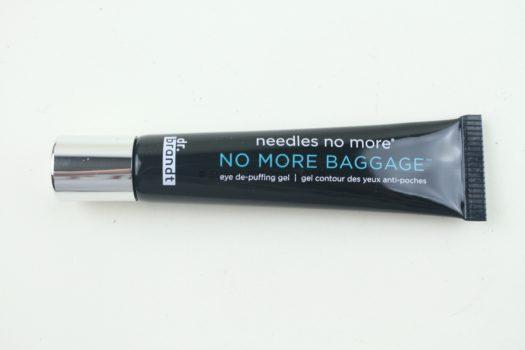 dr.
brandt
needles no more®
NO MORE BAGGAGE™
eye de-puffing gel | gel contour des yeux anti-poches